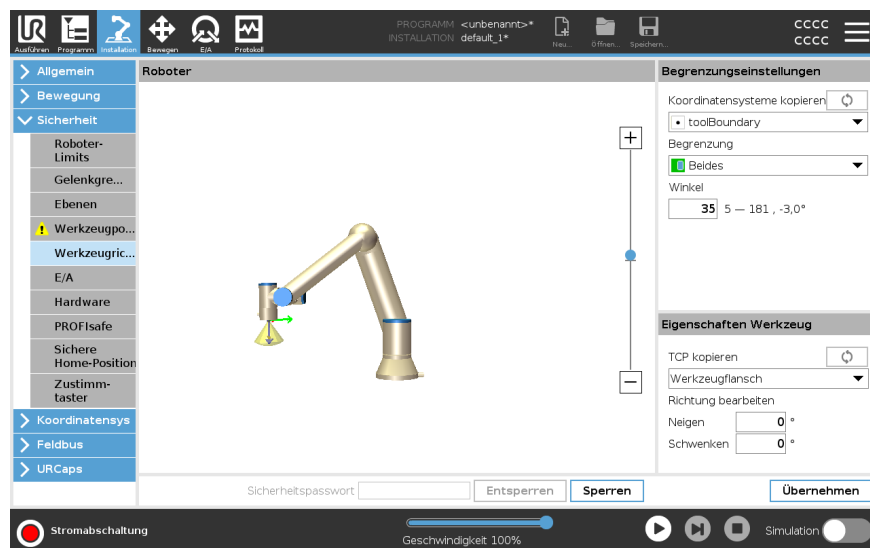 PROGRAMM <unbenannt>*
INSTALLATION default_1*
CCCC
CCCC
Ausführen Programm Installation Bewegen E/A Protokoll
Neu... Öffnen... Speichern...
Allgemein
Bewegung
Sicherheit
Roboter-
Limits
Gelenkgre...
Ebenen
Werkzeugpo...
Werkzeugric...
E/A
Hardware
PROFIsafe
Sichere
Home-Position
Zustimm-
taster
Koordinatensys
Feldbus
URCaps
Roboter
Begrenzungseinstellungen
Koordinatensysteme kopieren
toolBoundary
Begrenzung
Beides
Winkel
35 5 — 181 , -3,0°
Eigenschaften Werkzeug
TCP kopieren
Werkzeugflansch
Richtung bearbeiten
Neigen 0 °
Schwenken 0 °
Sicherheitspasswort Entsperren Sperren Übernehmen
Stromabschaltung
Geschwindigkeit 100%
Simulation